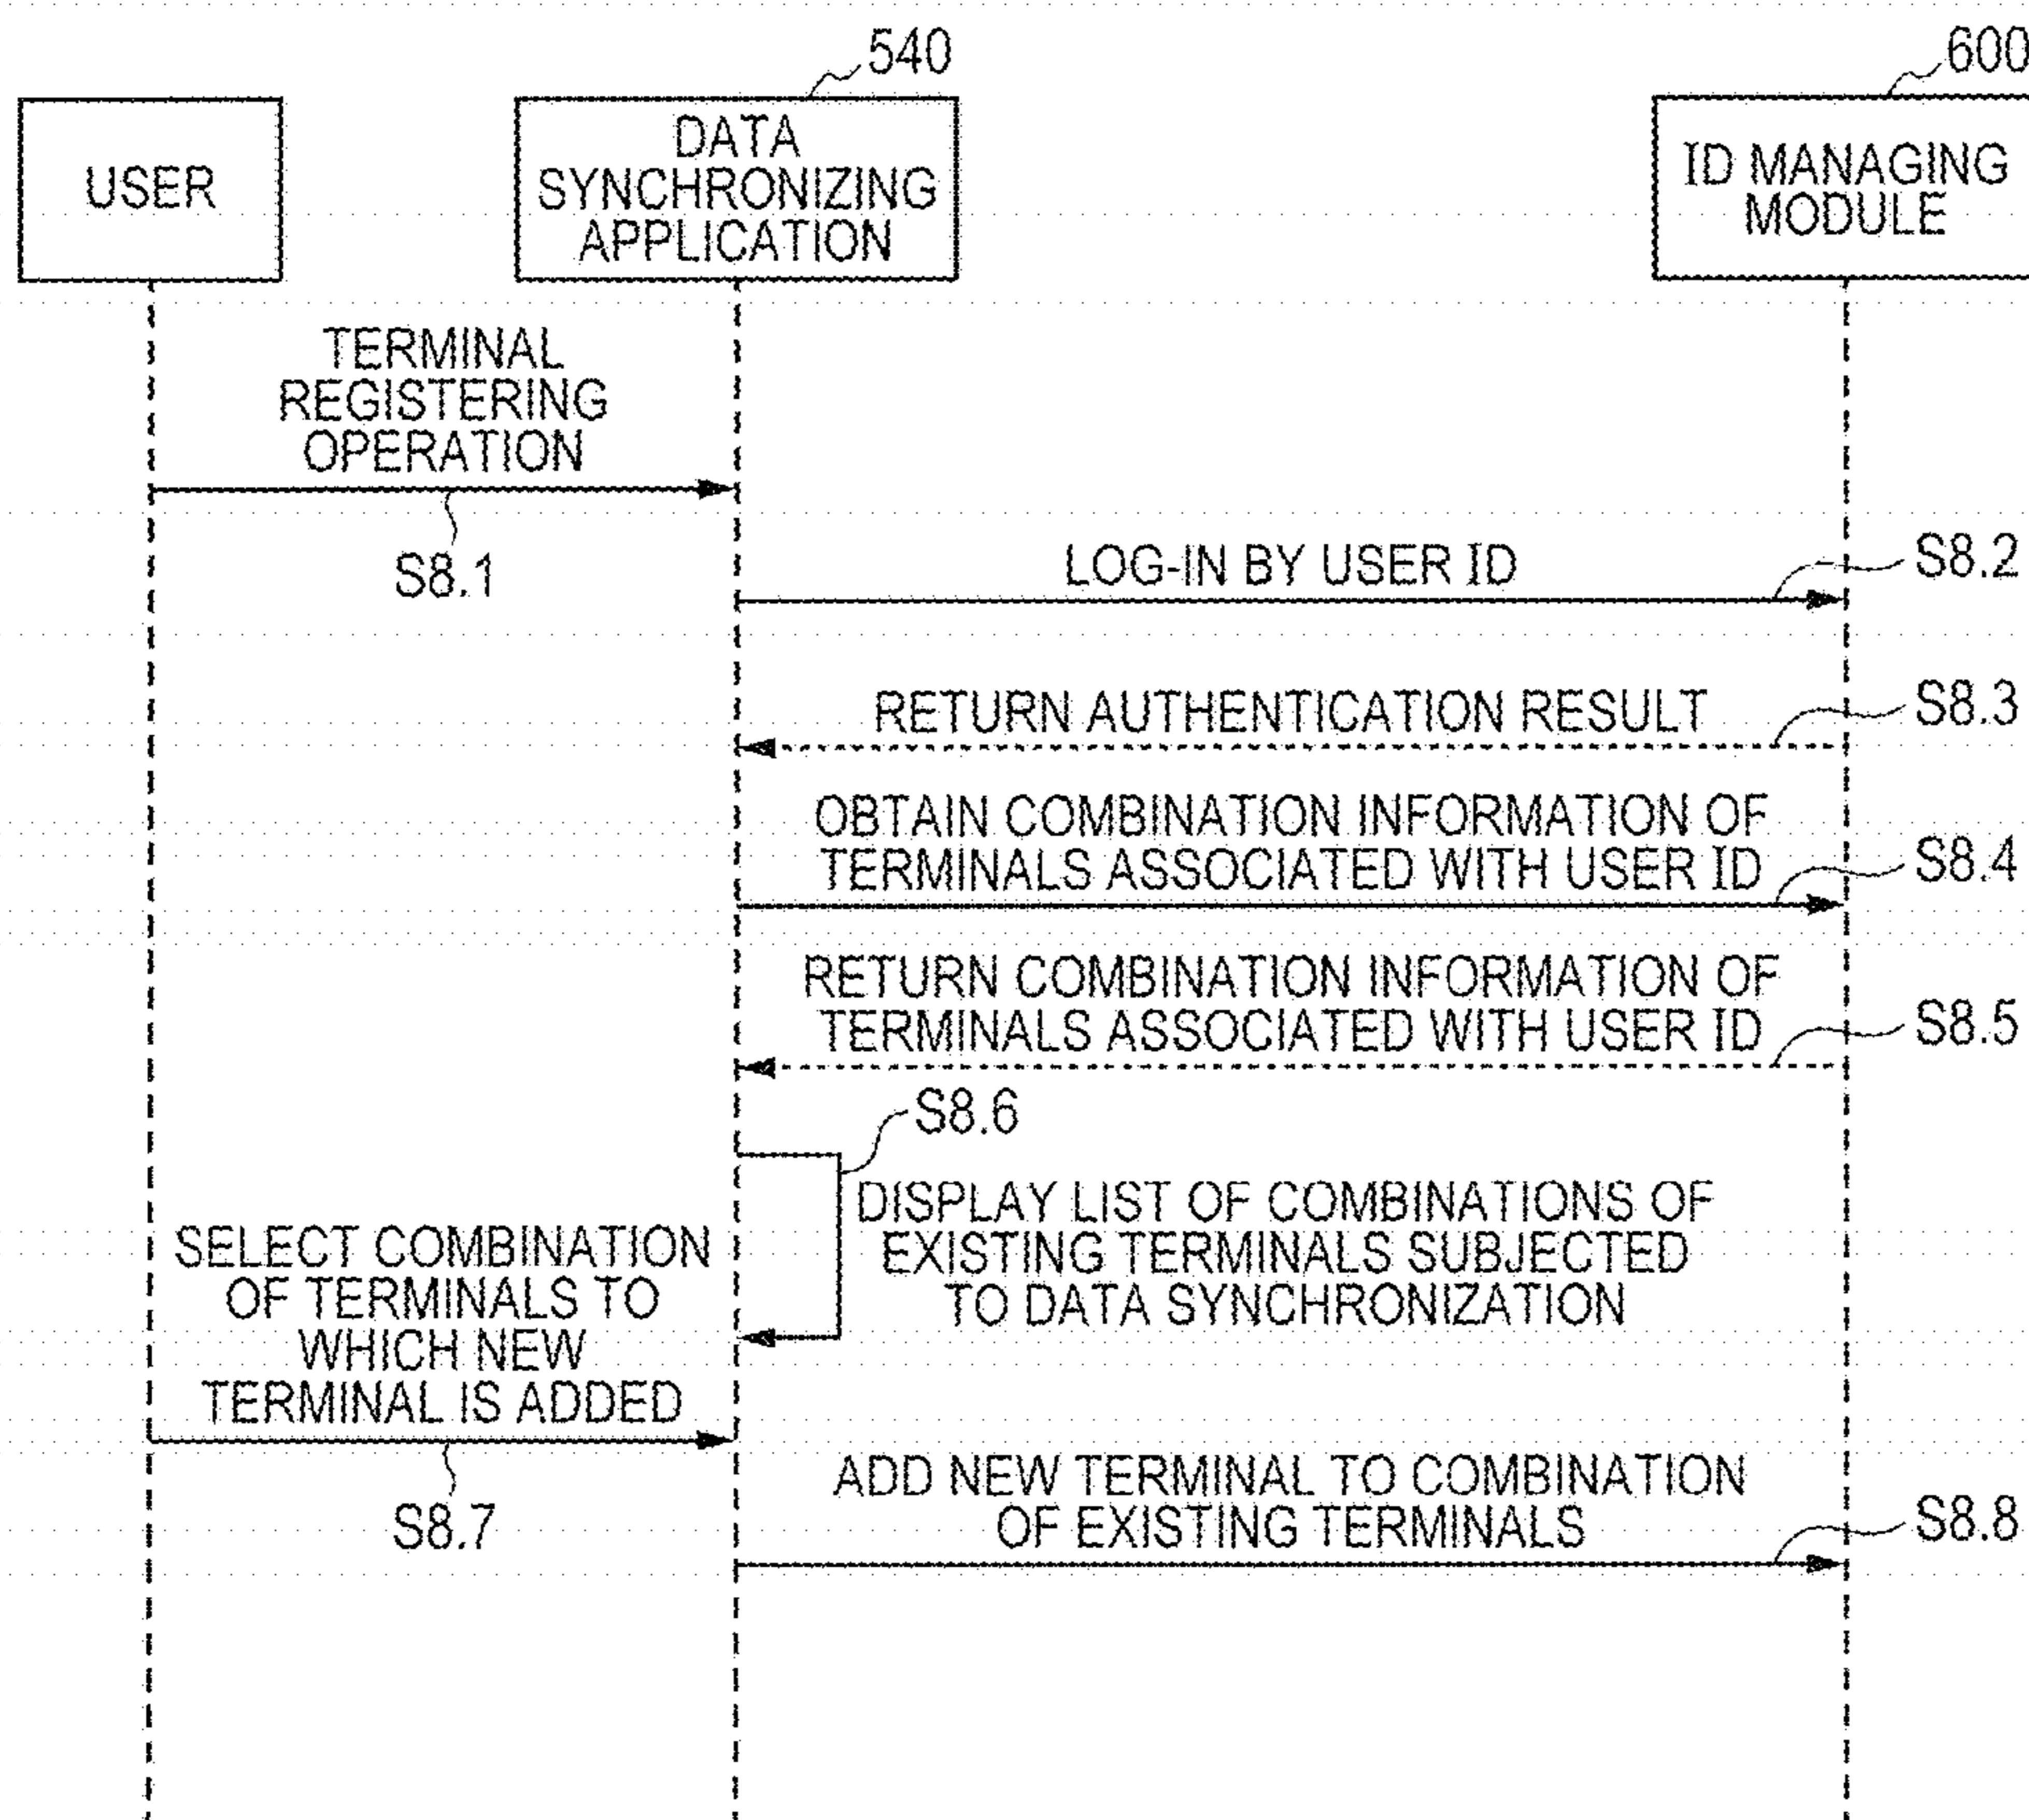 540
600
USER
DATA
SYNCHRONIZING
APPLICATION
ID MANAGING
MODULE
TERMINAL
REGISTERING
OPERATION
S8.1
LOG-IN BY USER ID
S8.2
RETURN AUTHENTICATION RESULT
S8.3
OBTAIN COMBINATION INFORMATION OF
TERMINALS ASSOCIATED WITH USER ID
S8.4
RETURN COMBINATION INFORMATION OF
TERMINALS ASSOCIATED WITH USER ID
S8.5
S8.6
DISPLAY LIST OF COMBINATIONS OF
EXISTING TERMINALS SUBJECTED
TO DATA SYNCHRONIZATION
SELECT COMBINATION
OF TERMINALS TO
WHICH NEW
TERMINAL IS ADDED
S8.7
ADD NEW TERMINAL TO COMBINATION
OF EXISTING TERMINALS
S8.8